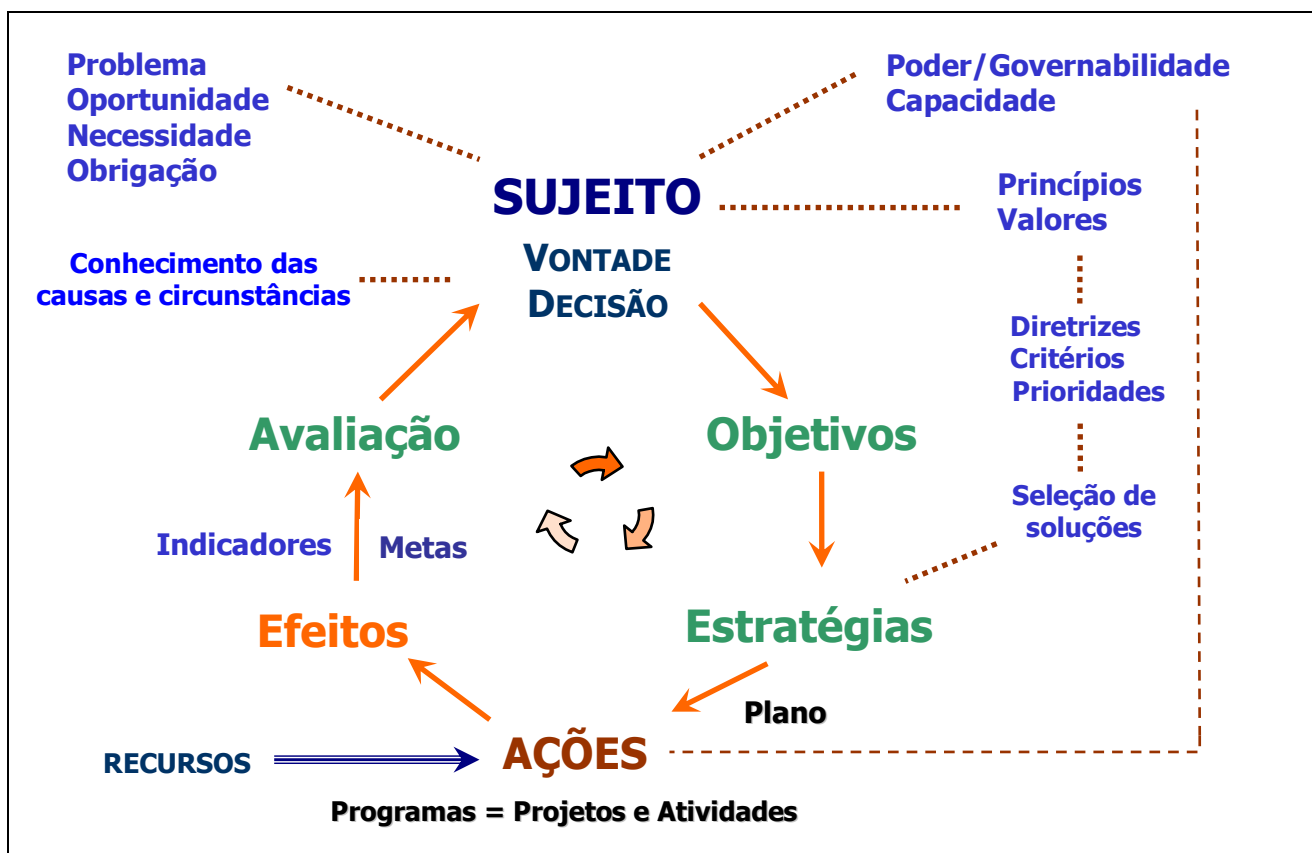 Problema
Oportunidade
Necessidade
Obrigação
Poder/Governabilidade
Capacidade
SUJEITO
VONTADE
DECISÃO
Princípios
Valores
Conhecimento das
causas e circunstâncias
Diretrizes
Critérios
Prioridades
Avaliação
Objetivos
Seleção de
soluções
Indicadores
Metas
Efeitos
Estratégias
Plano
RECURSOS
AÇÕES
Programas = Projetos e Atividades